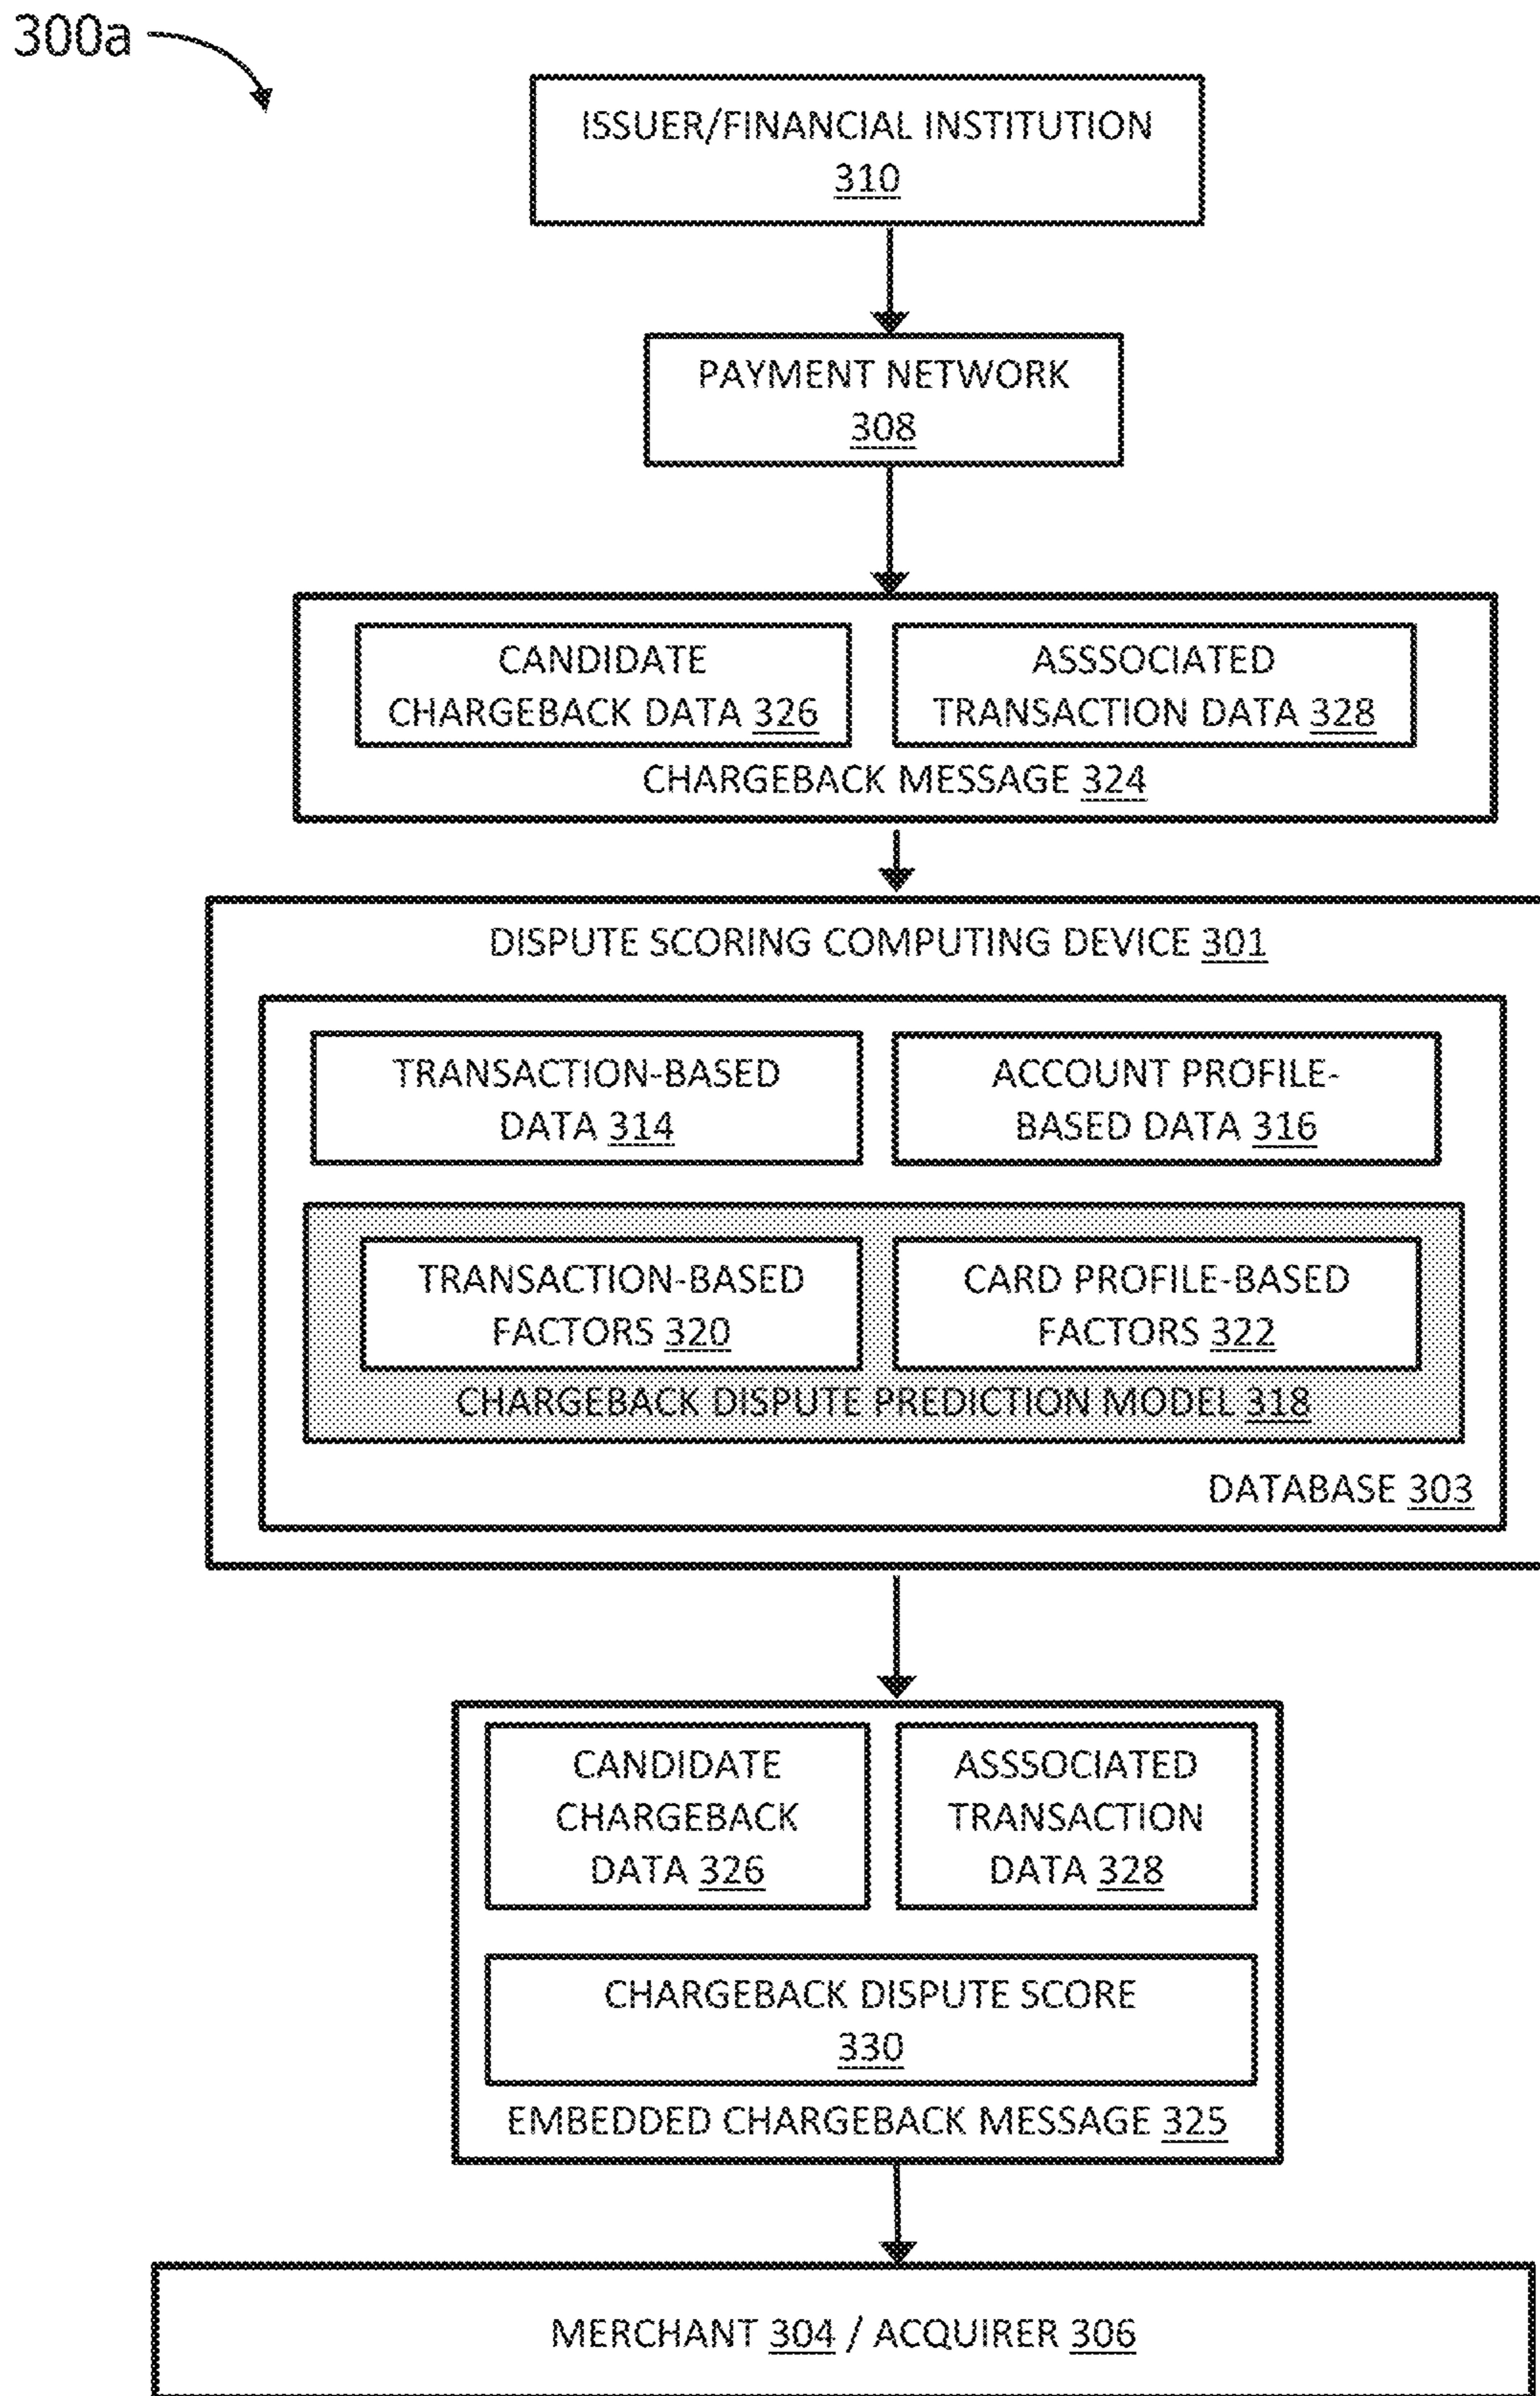 300a
ISSUER/FINANCIAL INSTITUTION
310
PAYMENT NETWORK
308
CANDIDATE
CHARGEBACK DATA 326
ASSSOCIATED
TRANSACTION DATA 328
CHARGEBACK MESSAGE 324
DISPUTE SCORING COMPUTING DEVICE 301
TRANSACTION-BASED
DATA 314
ACCOUNT PROFILE-
BASED DATA 316
TRANSACTION-BASED
FACTORS 320
CARD PROFILE-BASED
FACTORS 322
CHARGEBACK DISPUTE PREDICTION MODEL 318
DATABASE 303
CANDIDATE
CHARGEBACK
DATA 326
ASSSOCIATED
TRANSACTION
DATA 328
CHARGEBACK DISPUTE SCORE
330
EMBEDDED CHARGEBACK MESSAGE 325
MERCHANT 304 / ACQUIRER 306